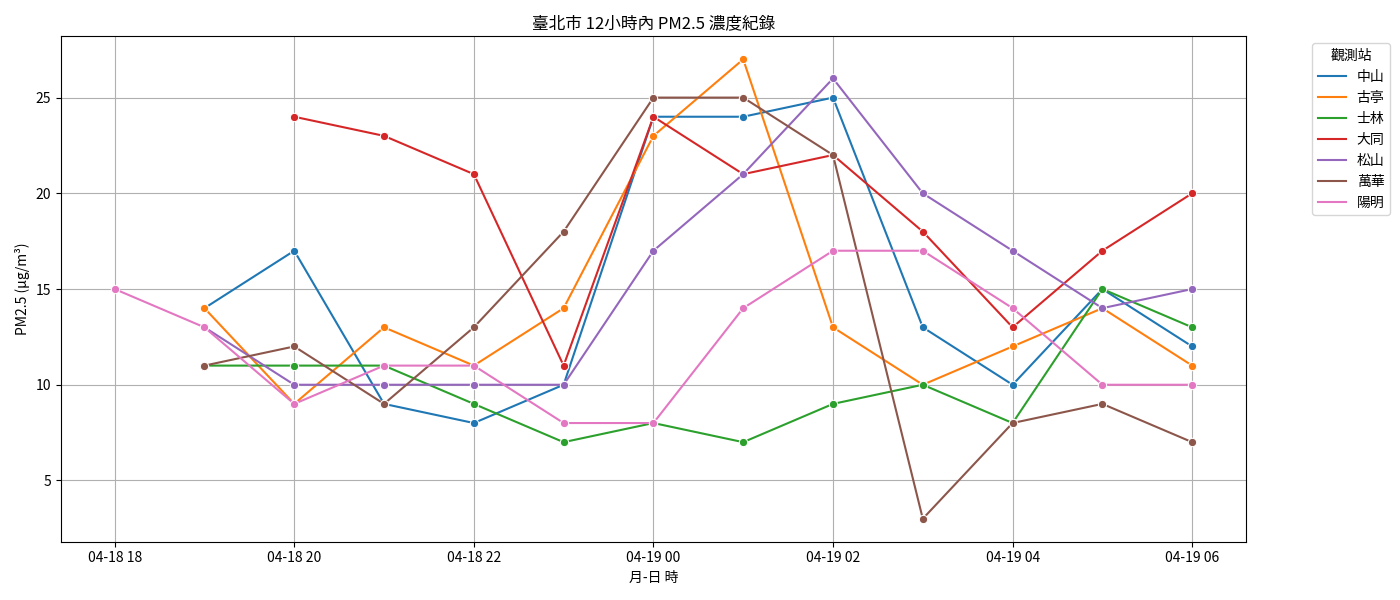 臺北市 12小時內 PM2.5 濃度紀錄
PM2.5 (μg/m³)
25
20
15
10
5
04-18 18
04-18 20
04-18 22
04-19 00
04-19 02
04-19 04
04-19 06
月-日 時
觀測站
中山
古亭
士林
大同
松山
萬華
陽明